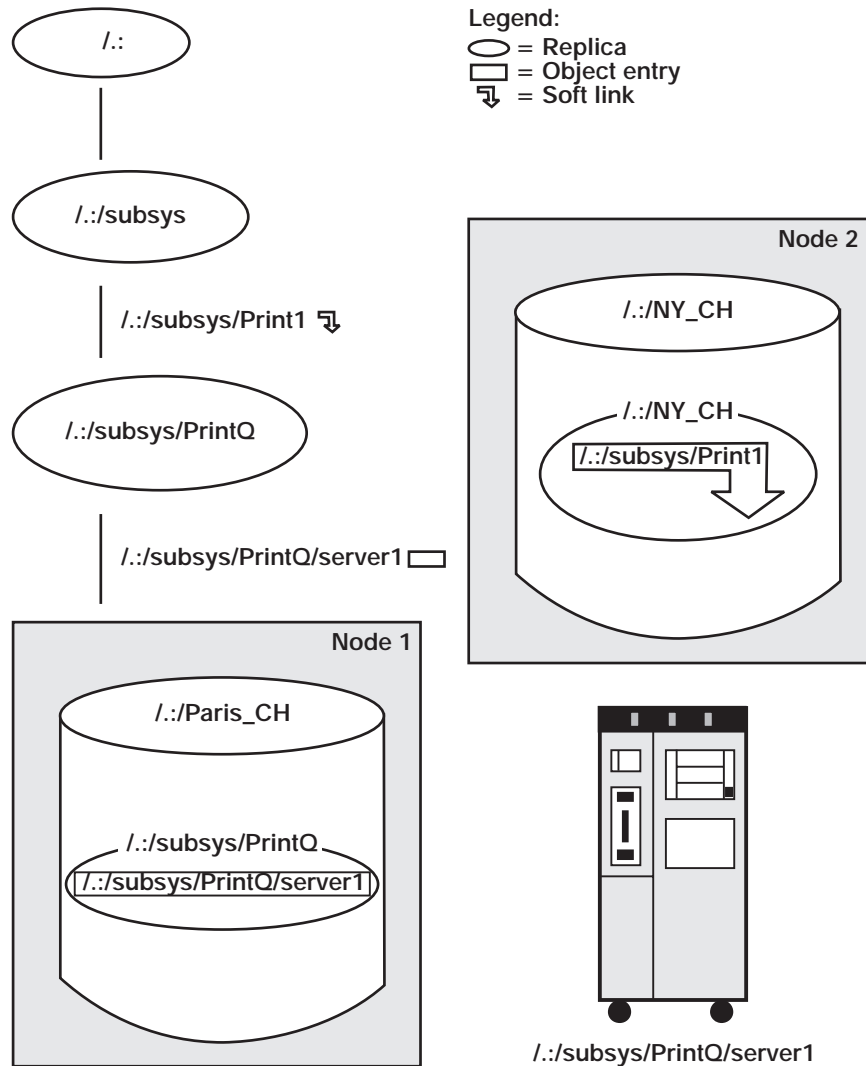 /.:
Legend:
= Replica
= Object entry
= Soft link
/.:/subsys
/.:/subsys/Print1
/.:/subsys/PrintQ
/.:/subsys/PrintQ/server1
Node 2
/.:/NY_CH
/.:/NY_CH
/.:/subsys/Print1
Node 1
/.:/Paris_CH
/.:/subsys/PrintQ
/.:/subsys/PrintQ/server1
/.:/subsys/PrintQ/server1